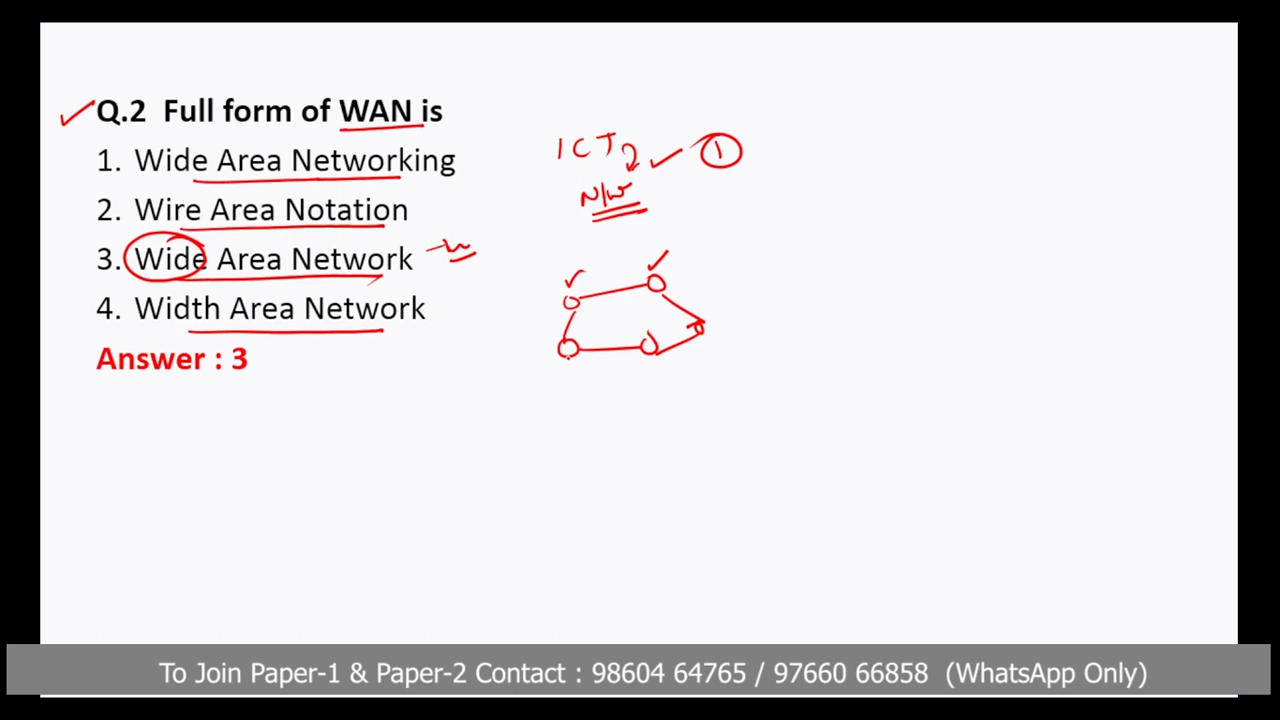 Q.2 Full form of WAN is
1. Wide Area Networking
2. Wire Area Notation
3. Wide Area Network
4. Width Area Network
Answer : 3
ICT
1
N/w
To Join Paper-1 & Paper-2 Contact : 98604 64765 / 97660 66858 (WhatsApp Only)